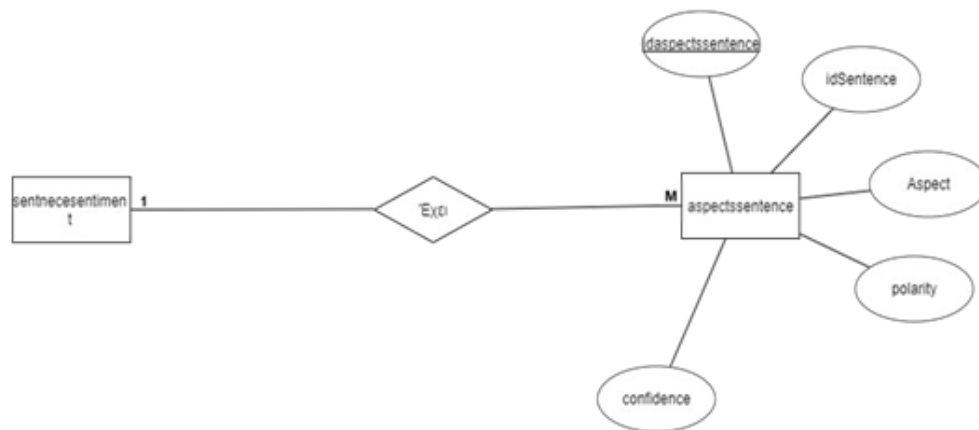 idaspectssentence
idSentence
sentnecesentimen
t
1
Έχει
M
aspectssentence
Aspect
polarity
confidence